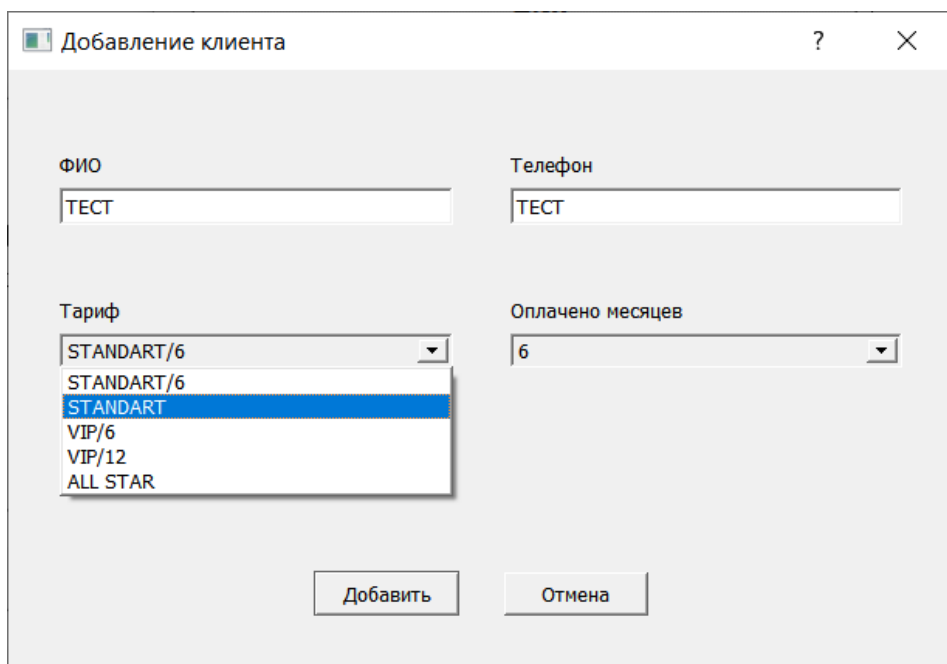 Добавление клиента
?
ФИО
Телефон
ТЕСТ
ТЕСТ
Тариф
Оплачено месяцев
STANDART/6
6
STANDART/6
STANDART
VIP/6
VIP/12
ALL STAR
Добавить
Отмена